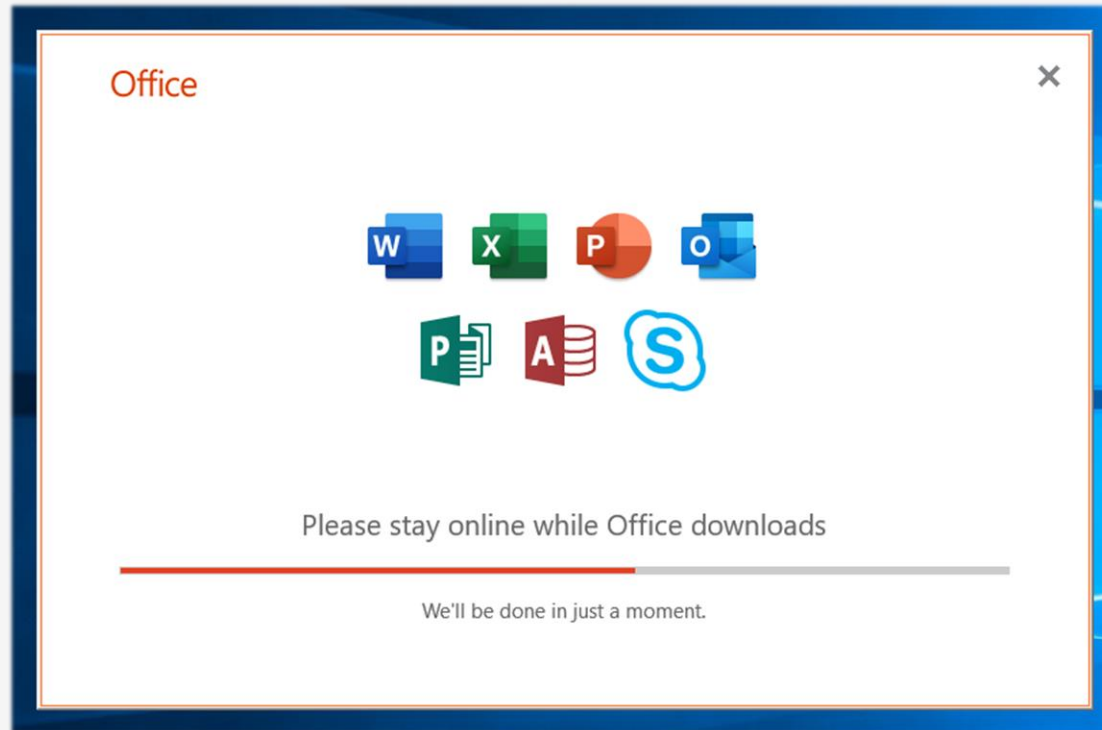 Office
W X P O
P A S
Please stay online while Office downloads
We'll be done in just a moment.